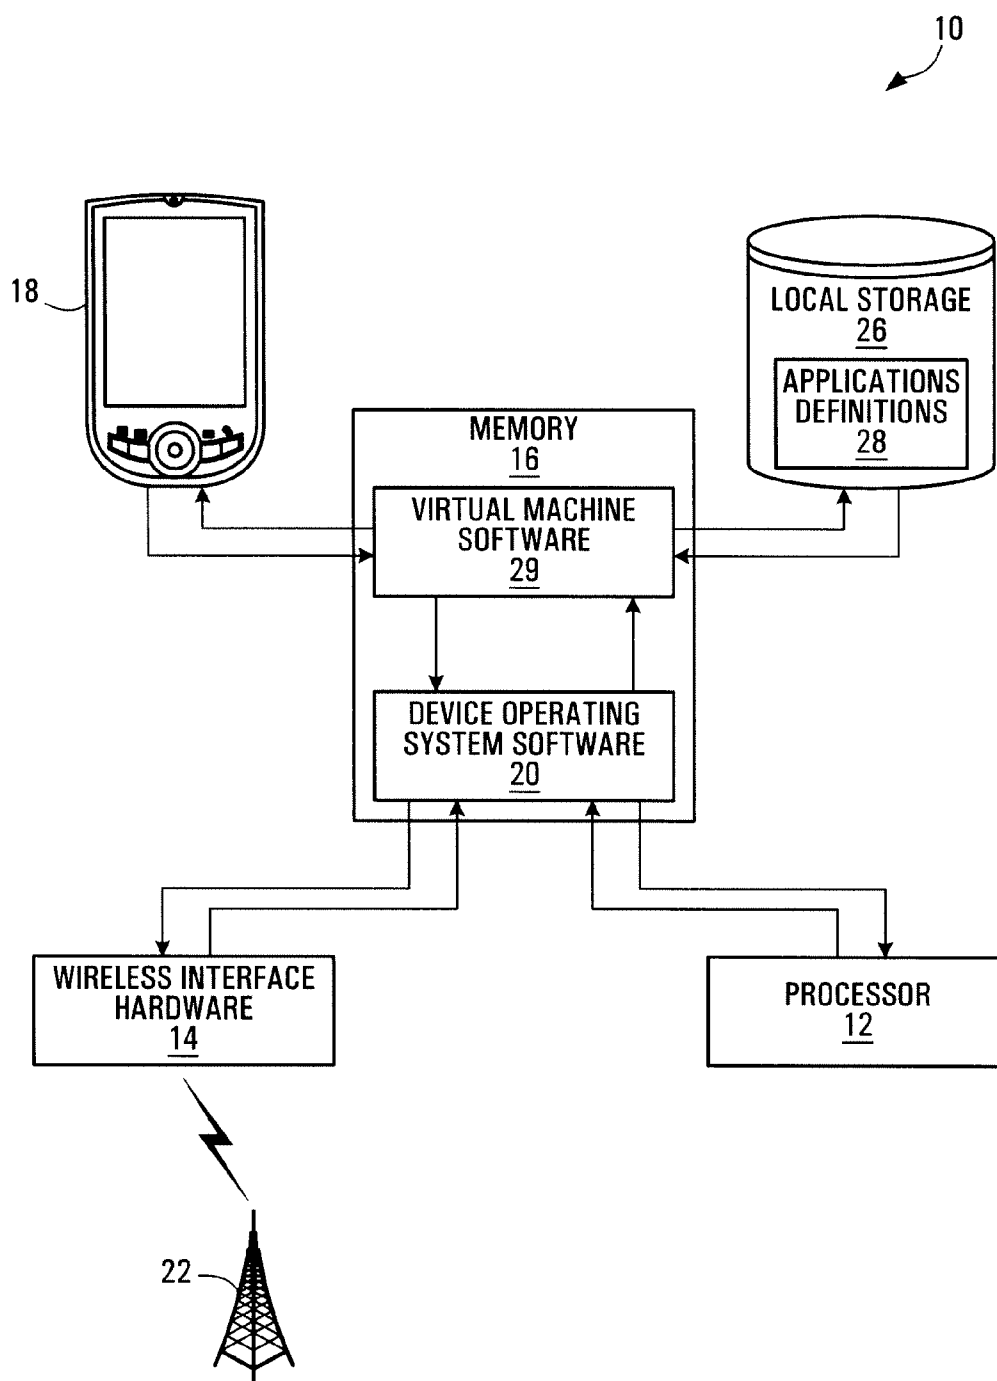 10
18
LOCAL STORAGE
26
APPLICATIONS
DEFINITIONS
28
MEMORY
16
VIRTUAL MACHINE
SOFTWARE
29
DEVICE OPERATING
SYSTEM SOFTWARE
20
WIRELESS INTERFACE
HARDWARE
14
PROCESSOR
12
22